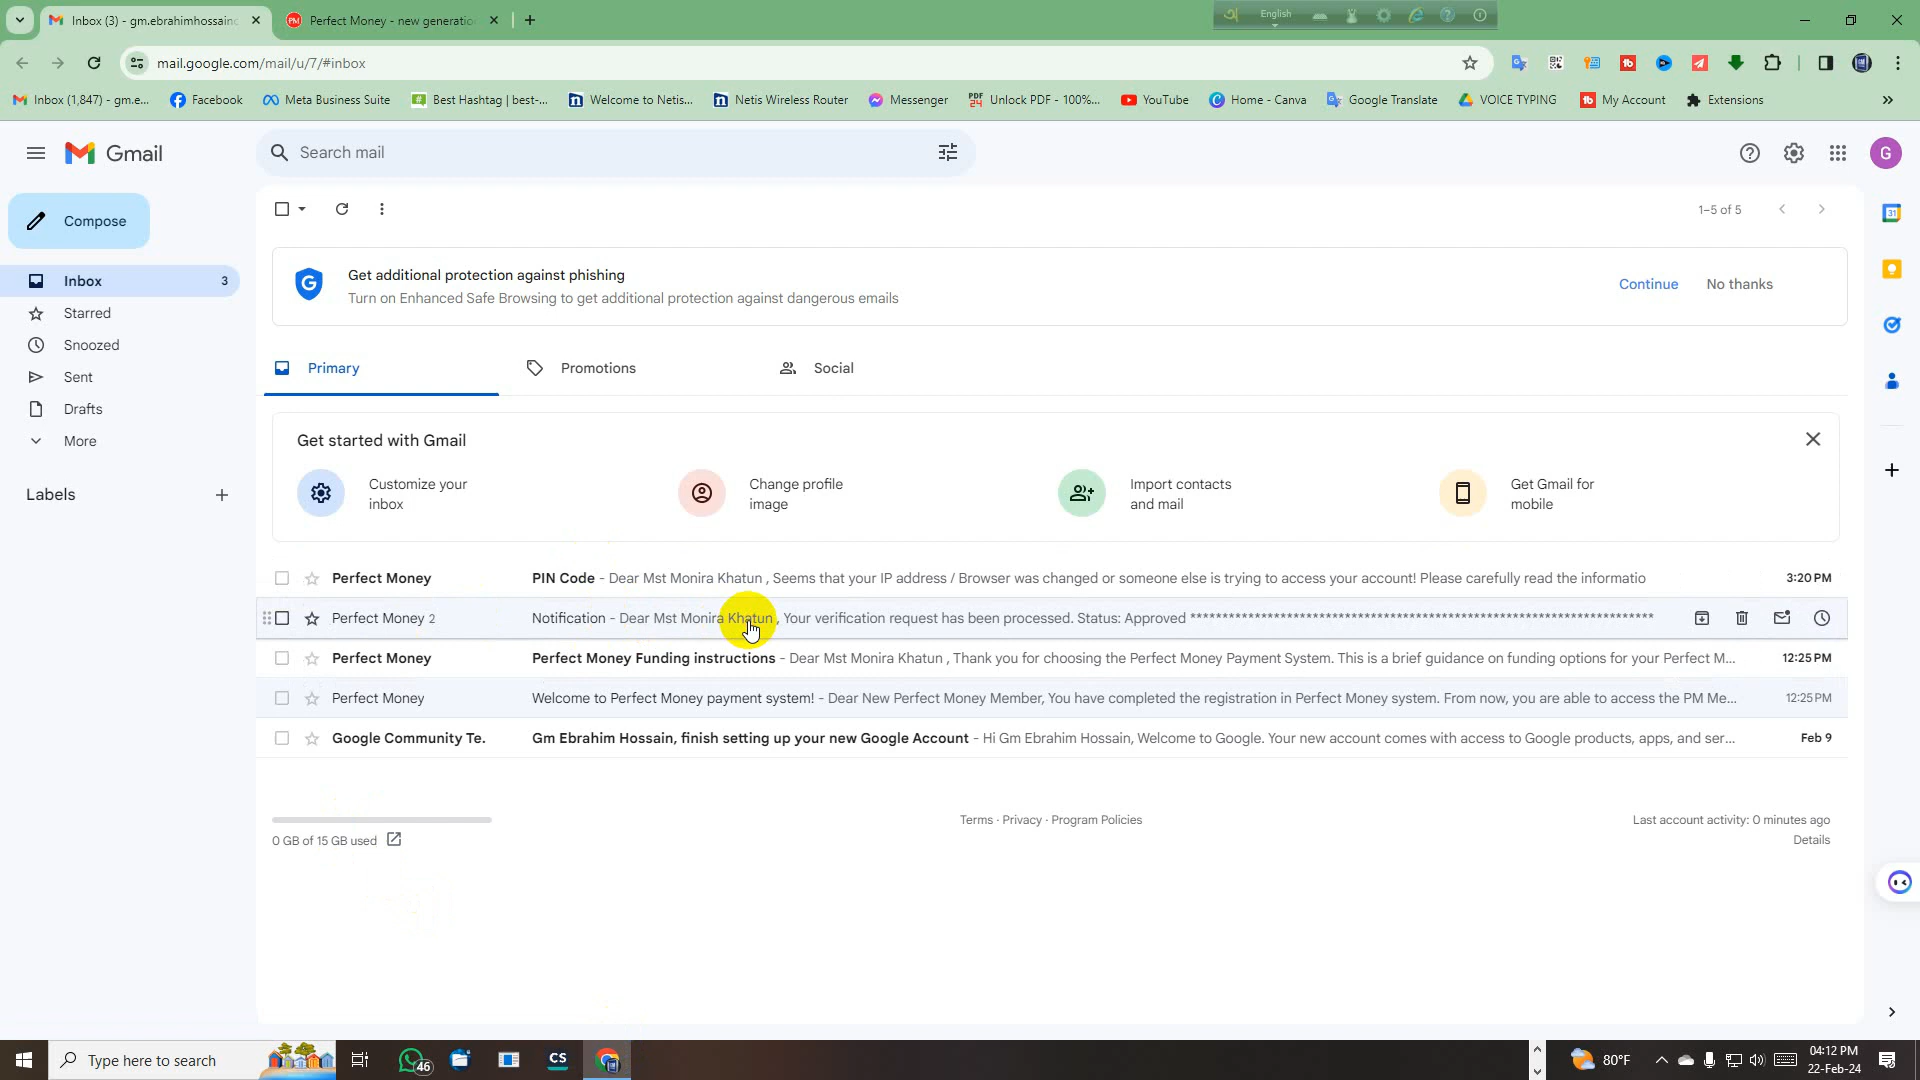 Inbox (3) - gm.ebrahimhossainc
Perfect Money - new generatio
English
mail.google.com/mail/u/7/#inbox
Inbox (1,847) - gm.e...
Facebook
Meta Business Suite
Best Hashtag | best-...
Welcome to Netis...
Netis Wireless Router
Messenger
Unlock PDF - 100%...
YouTube
Home - Canva
Google Translate
VOICE TYPING
My Account
Extensions
Gmail
Search mail
G
Compose
1–5 of 5
Get additional protection against phishing
Turn on Enhanced Safe Browsing to get additional protection against dangerous emails
Continue
No thanks
Inbox 3
Starred
Snoozed
Sent
Drafts
More
Labels
Primary
Promotions
Social
Get started with Gmail
Customize your
inbox
Change profile
image
Import contacts
and mail
Get Gmail for
mobile
Perfect Money PIN Code - Dear Mst Monira Khatun , Seems that your IP address / Browser was changed or someone else is trying to access your account! Please carefully read the informatio 3:20 PM
Perfect Money 2 Notification - Dear Mst Monira Khatun , Your verification request has been processed. Status: Approved ************************************************************************
Perfect Money Perfect Money Funding instructions - Dear Mst Monira Khatun , Thank you for choosing the Perfect Money Payment System. This is a brief guidance on funding options for your Perfect M... 12:25 PM
Perfect Money Welcome to Perfect Money payment system! - Dear New Perfect Money Member, You have completed the registration in Perfect Money system. From now, you are able to access the PM Me... 12:25 PM
Google Community Te. Gm Ebrahim Hossain, finish setting up your new Google Account - Hi Gm Ebrahim Hossain, Welcome to Google. Your new account comes with access to Google products, apps, and ser... Feb 9
0 GB of 15 GB used
Terms · Privacy · Program Policies
Last account activity: 0 minutes ago
Details
Type here to search
46
CS
80°F
04:12 PM
22-Feb-24